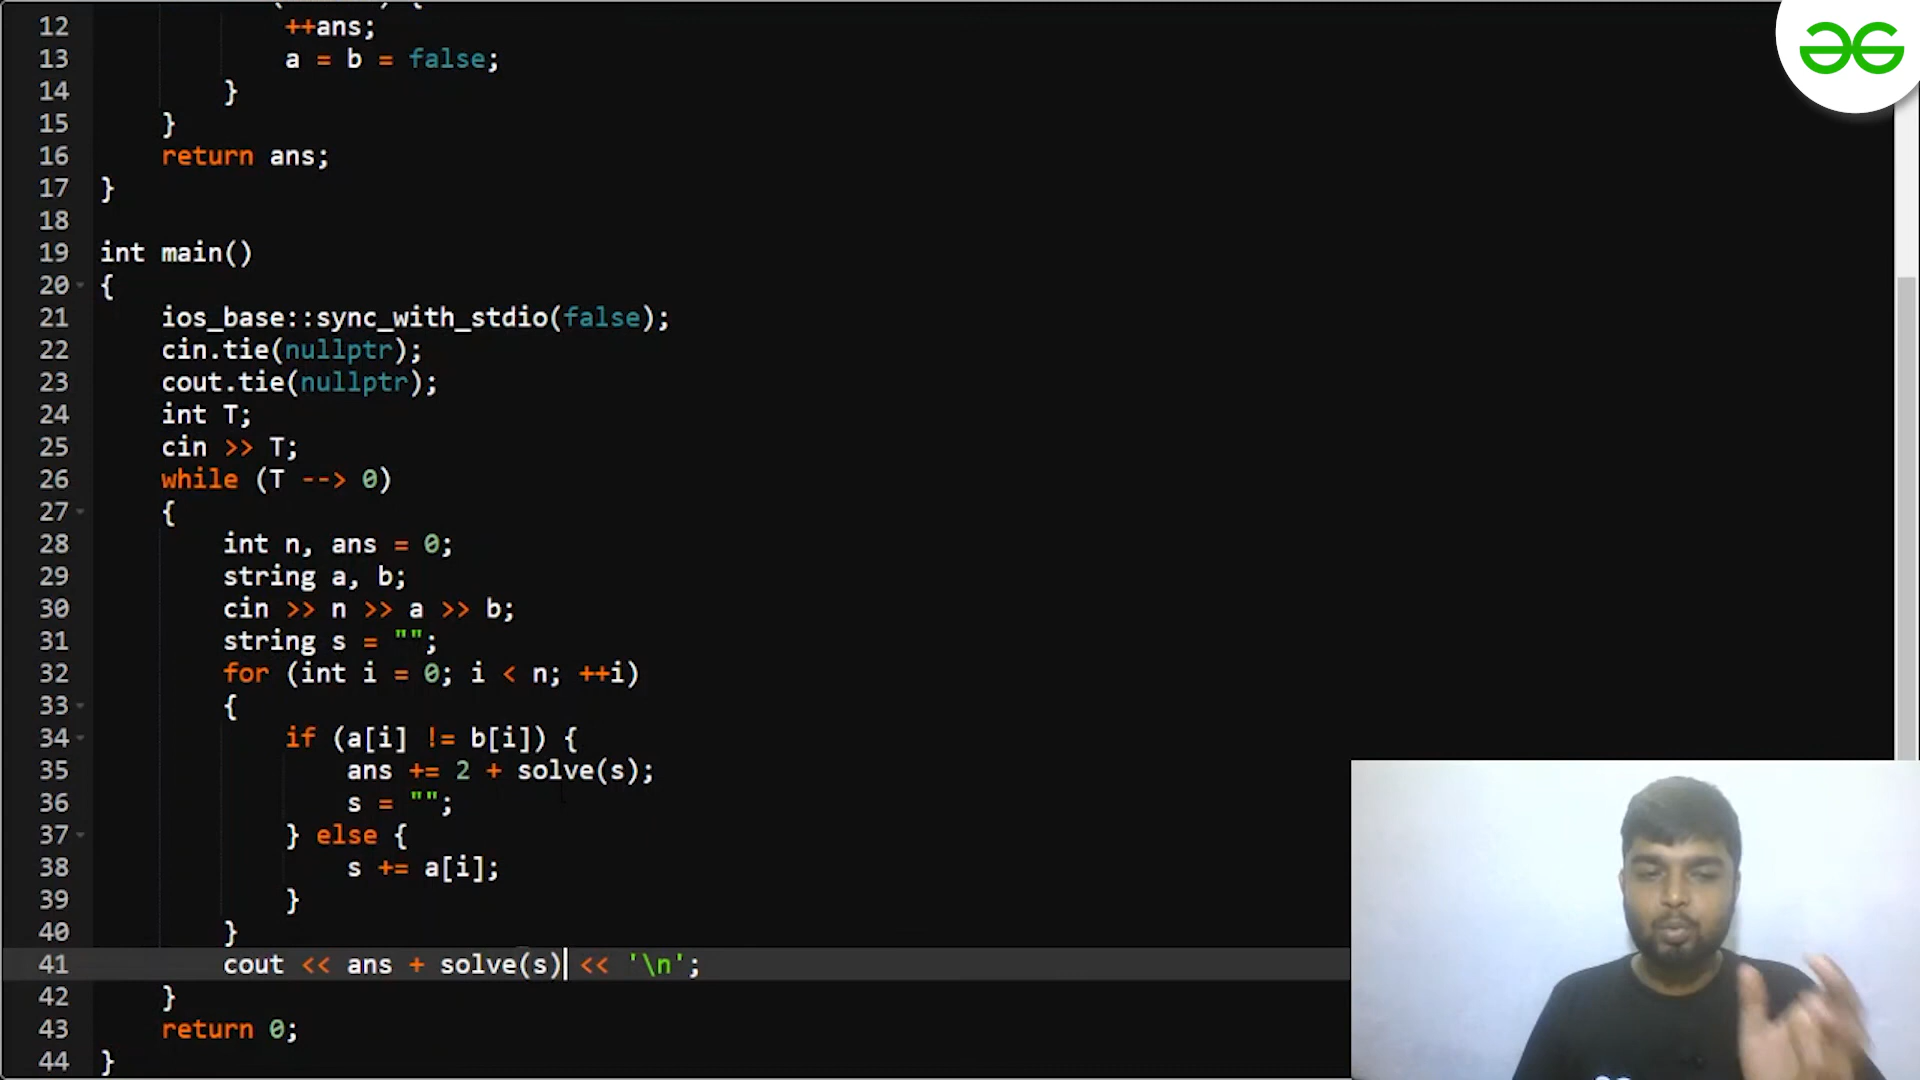 12 ++ans;
13 a = b = false;
14 }
15 }
16 return ans;
17 }
18
19 int main()
20 {
21 ios_base::sync_with_stdio(false);
22 cin.tie(nullptr);
23 cout.tie(nullptr);
24 int T;
25 cin >> T;
26 while (T --> 0)
27 {
28 int n, ans = 0;
29 string a, b;
30 cin >> n >> a >> b;
31 string s = "";
32 for (int i = 0; i < n; ++i)
33 {
34 if (a[i] != b[i]) {
35 ans += 2 + solve(s);
36 s = "";
37 } else {
38 s += a[i];
39 }
40 }
41 cout << ans + solve(s) << '\n';
42 }
43 return 0;
44 }